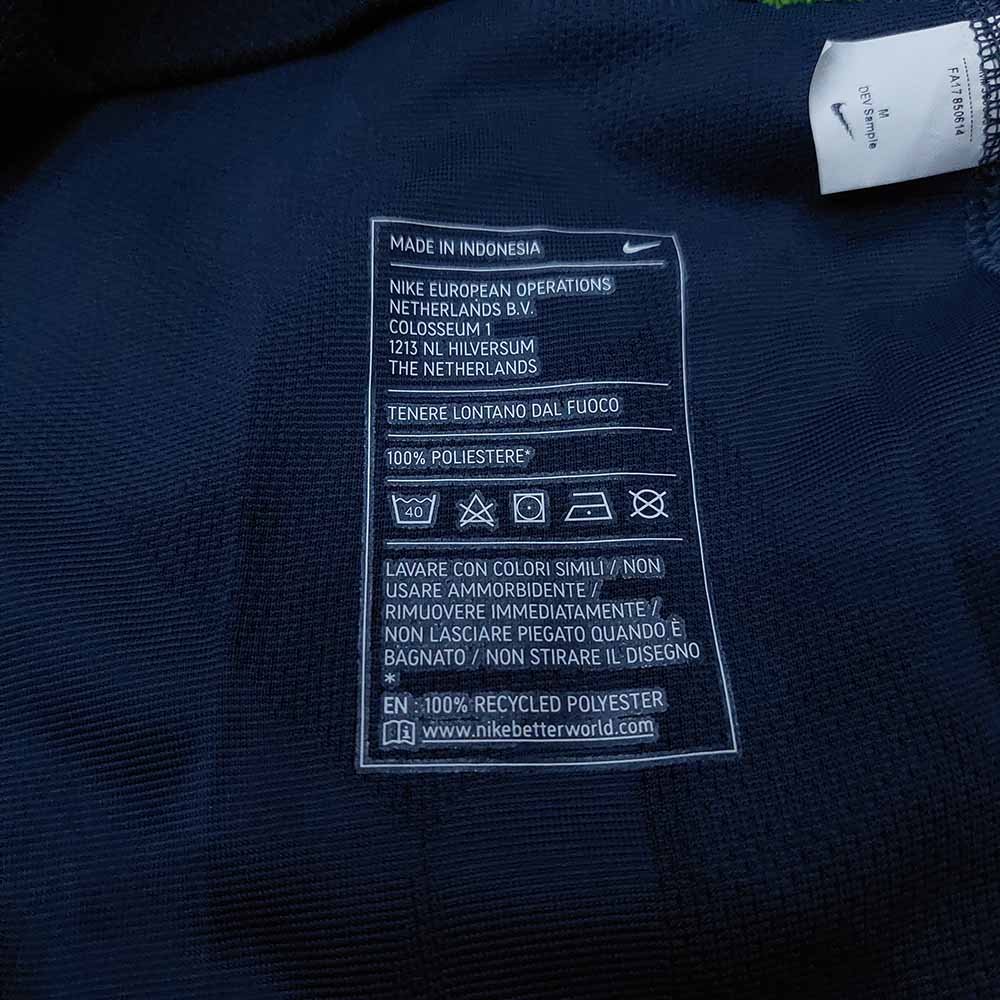 FA17 850614
M
DEV Sample
MADE IN INDONESIA
NIKE EUROPEAN OPERATIONS
NETHERLANDS B.V.
COLOSSEUM 1
1213 NL HILVERSUM
THE NETHERLANDS
TENERE LONTANO DAL FUOCO
100% POLIESTERE*
40
LAVARE CON COLORI SIMILI / NON
USARE AMMORBIDENTE /
RIMUOVERE IMMEDIATAMENTE /
NON LASCIARE PIEGATO QUANDO È
BAGNATO / NON STIRARE IL DISEGNO
*
EN : 100% RECYCLED POLYESTER
www.nikebetterworld.com